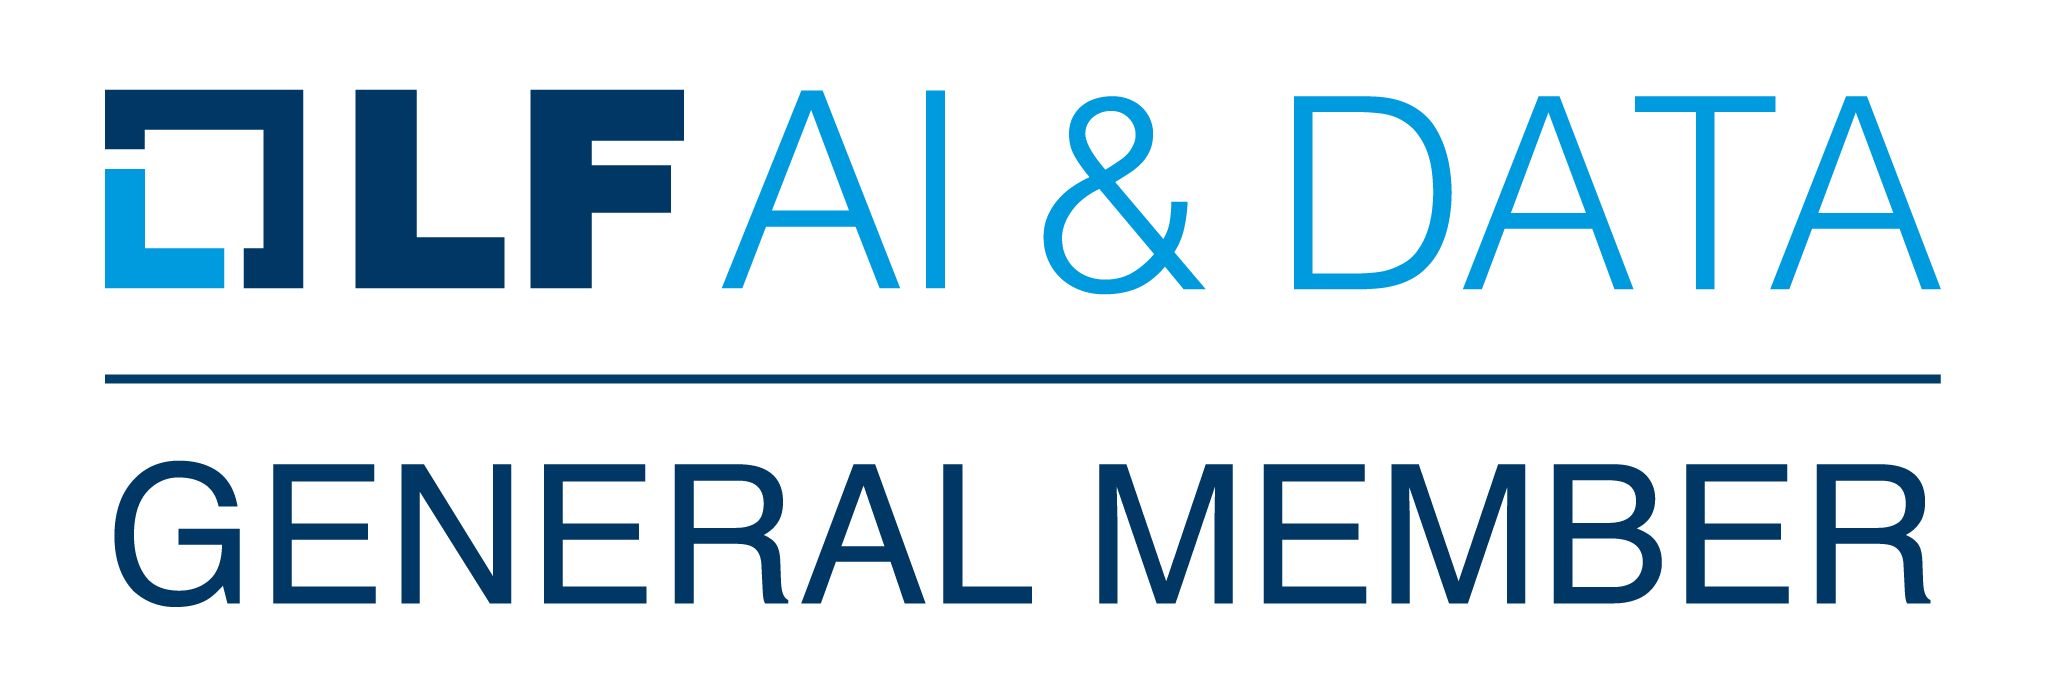 LF AI & DATA
GENERAL MEMBER